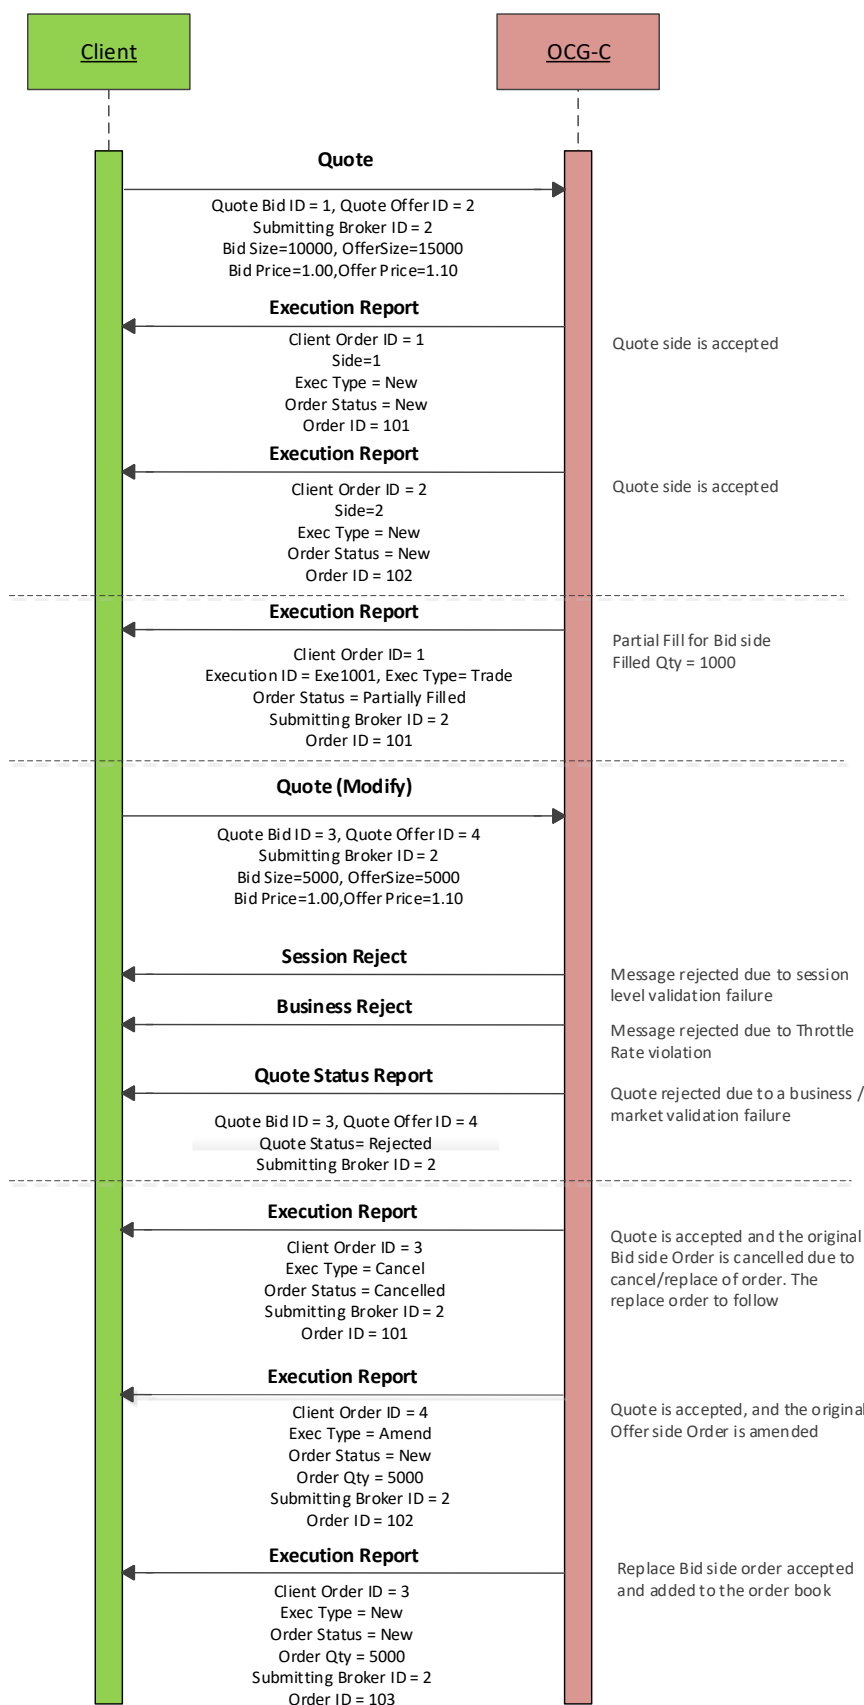 Client
OCG-C
Quote
Quote Bid ID = 1, Quote Offer ID = 2
Submitting Broker ID = 2
Bid Size=10000, OfferSize=15000
Bid Price=1.00,Offer Price=1.10
Execution Report
Client Order ID = 1
Side=1
Exec Type = New
Order Status = New
Order ID = 101
Quote side is accepted
Execution Report
Client Order ID = 2
Side=2
Exec Type = New
Order Status = New
Order ID = 102
Quote side is accepted
Execution Report
Client Order ID= 1
Execution ID = Exe1001, Exec Type= Trade
Order Status = Partially Filled
Submitting Broker ID = 2
Order ID = 101
Partial Fill for Bid side
Filled Qty = 1000
Quote (Modify)
Quote Bid ID = 3, Quote Offer ID = 4
Submitting Broker ID = 2
Bid Size=5000, OfferSize=5000
Bid Price=1.00,Offer Price=1.10
Session Reject
Message rejected due to session
level validation failure
Business Reject
Message rejected due to Throttle
Rate violation
Quote Status Report
Quote Bid ID = 3, Quote Offer ID = 4
Quote Status= Rejected
Submitting Broker ID = 2
Quote rejected due to a business /
market validation failure
Execution Report
Client Order ID = 3
Exec Type = Cancel
Order Status = Cancelled
Submitting Broker ID = 2
Order ID = 101
Quote is accepted and the original
Bid side Order is cancelled due to
cancel/replace of order. The
replace order to follow
Execution Report
Client Order ID = 4
Exec Type = Amend
Order Status = New
Order Qty = 5000
Submitting Broker ID = 2
Order ID = 102
Quote is accepted, and the original
Offer side Order is amended
Execution Report
Client Order ID = 3
Exec Type = New
Order Status = New
Order Qty = 5000
Submitting Broker ID = 2
Order ID = 103
Replace Bid side order accepted
and added to the order book